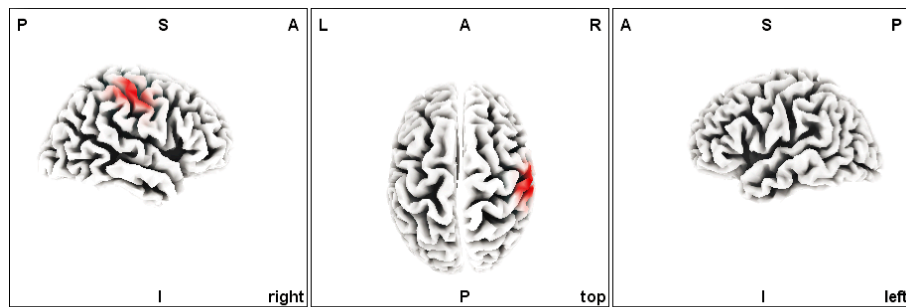 P S A
L A R
A S P
I right
P top
I left